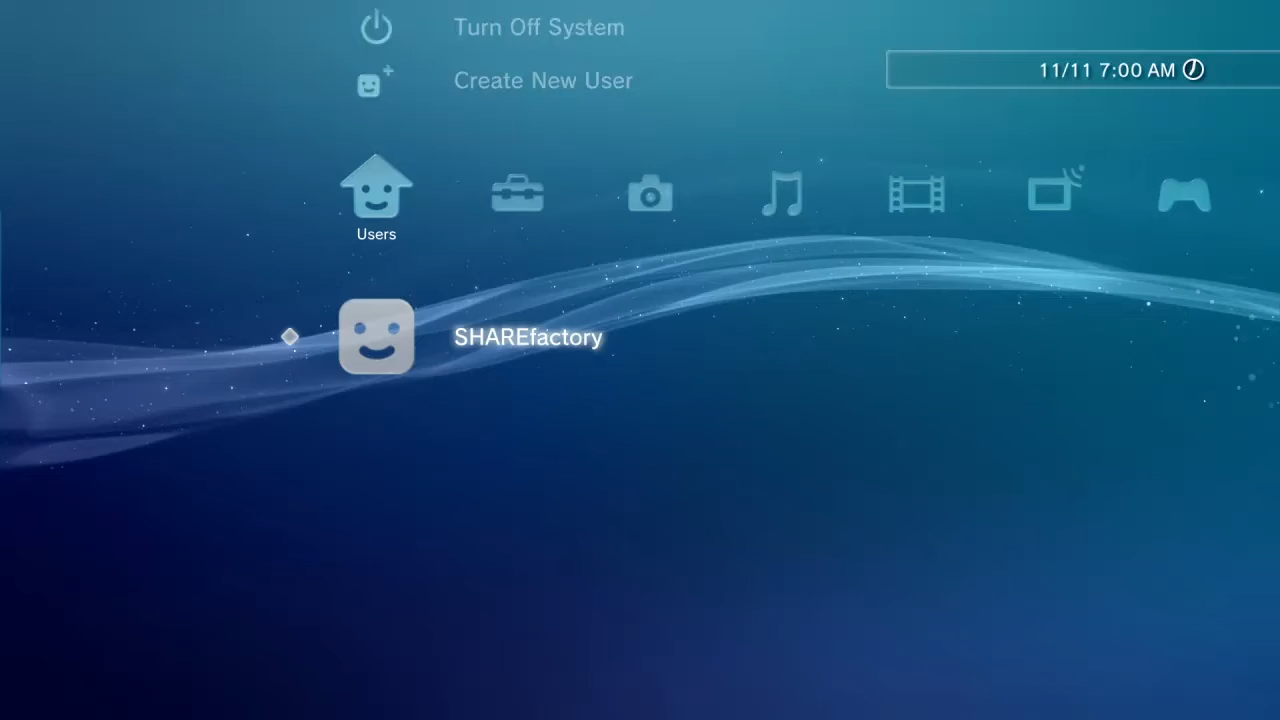 Turn Off System
11/11 7:00 AM
Create New User
Users
SHAREfactory